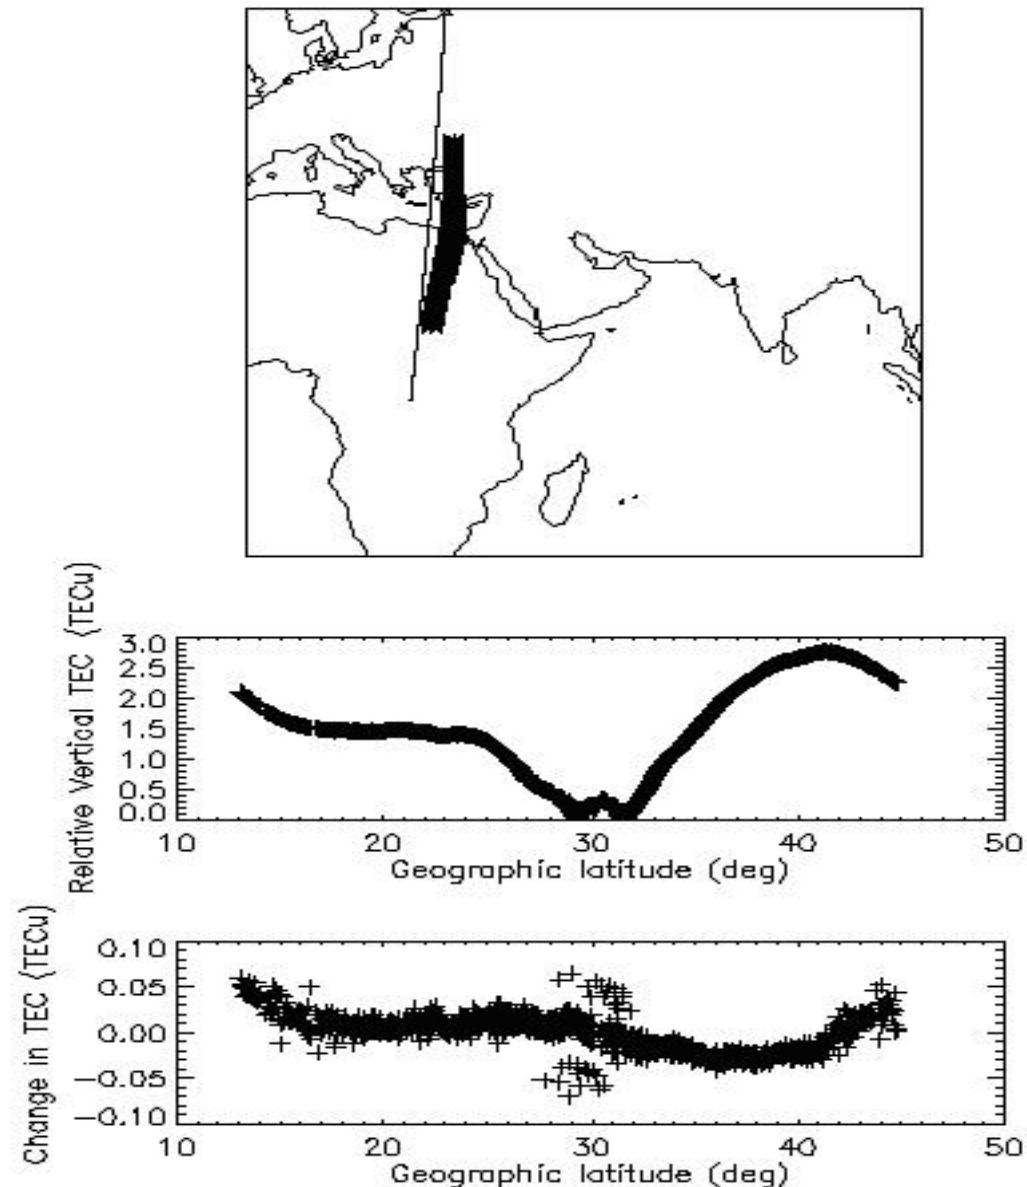 Relative Vertical TEC (TECu)
3.0
2.5
2.0
1.5
1.0
0.5
0.0
10 20 30 40 50
Geographic latitude (deg)
Change in TEC (TECu)
0.10
0.05
0.00
-0.05
-0.10
10 20 30 40 50
Geographic latitude (deg)